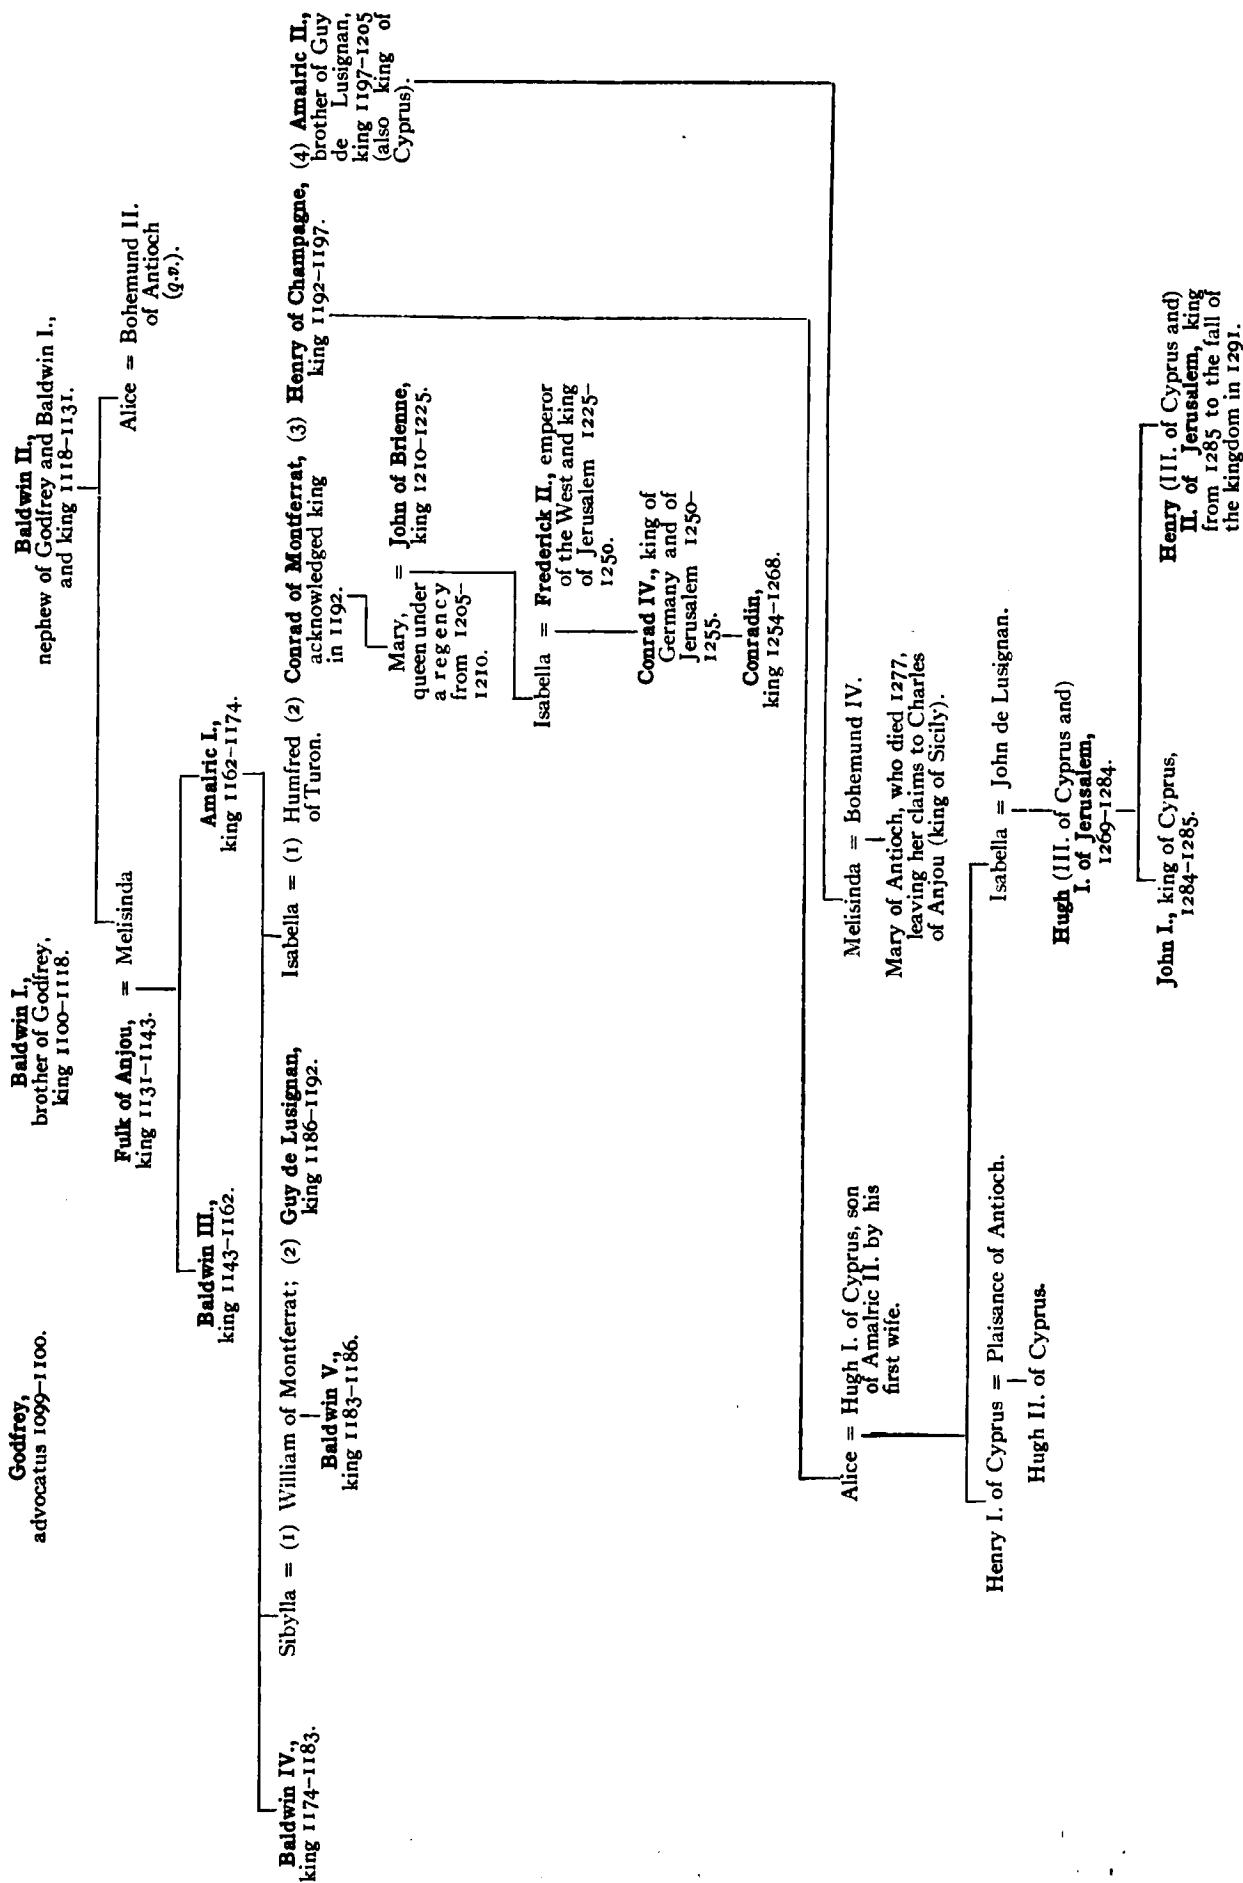 Godfrey,
advocatus 1099-1100.
Baldwin I.,
brother of Godfrey,
king 1100-1118.
Baldwin II.,
nephew of Godfrey and Baldwin I.,
and king 1118-1131.
Fulk of Anjou, = Melisinda
king 1131-1143.
Alice = Bohemund II.
of Antioch
(q.v.).
Baldwin III.,
king 1143-1162.
Amalric I.,
king 1162-1174.
Baldwin IV.,
king 1174-1183.
Sibylla = (1) William of Montferrat; (2) Guy de Lusignan,
king 1186-1192.
Baldwin V.,
king 1183-1186.
Isabella = (1) Humfred (2) Conrad of Montferrat, (3) Henry of Champagne, (4) Amalric II.,
of Turon.
acknowledged king
in 1192.
king 1192-1197.
brother of Guy
de Lusignan,
king 1197-1205
(also king of
Cyprus).
Mary, = John of Brienne,
queen under
a regency
from 1205-
1210.
king 1210-1225.
Isabella = Frederick II., emperor
of the West and king
of Jerusalem 1225-
1250.
Conrad IV., king of
Germany and of
Jerusalem 1250-
1255.
Conradin,
king 1254-1268.
Alice = Hugh I. of Cyprus, son
of Amalric II. by his
first wife.
Melisinda = Bohemund IV.
Mary of Antioch, who died 1277,
leaving her claims to Charles
of Anjou (king of Sicily).
Henry I. of Cyprus = Plaisance of Antioch.
Hugh II. of Cyprus.
Isabella = John de Lusignan.
Hugh (III. of Cyprus and)
I. of Jerusalem,
1269-1284.
John I., king of Cyprus,
1284-1285.
Henry (III. of Cyprus and)
II. of Jerusalem, king
from 1285 to the fall of
the kingdom in 1291.